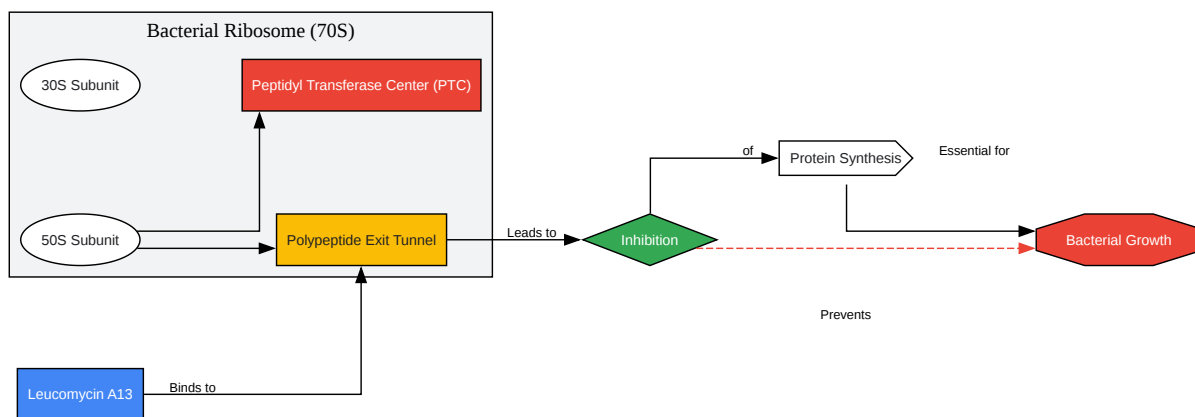 Bacterial Ribosome (70S)
30S Subunit
Peptidyl Transferase Center (PTC)
50S Subunit
Polypeptide Exit Tunnel
Leads to
Inhibition
of
Protein Synthesis
Essential for
Bacterial Growth
Prevents
Leucomycin A13
Binds to